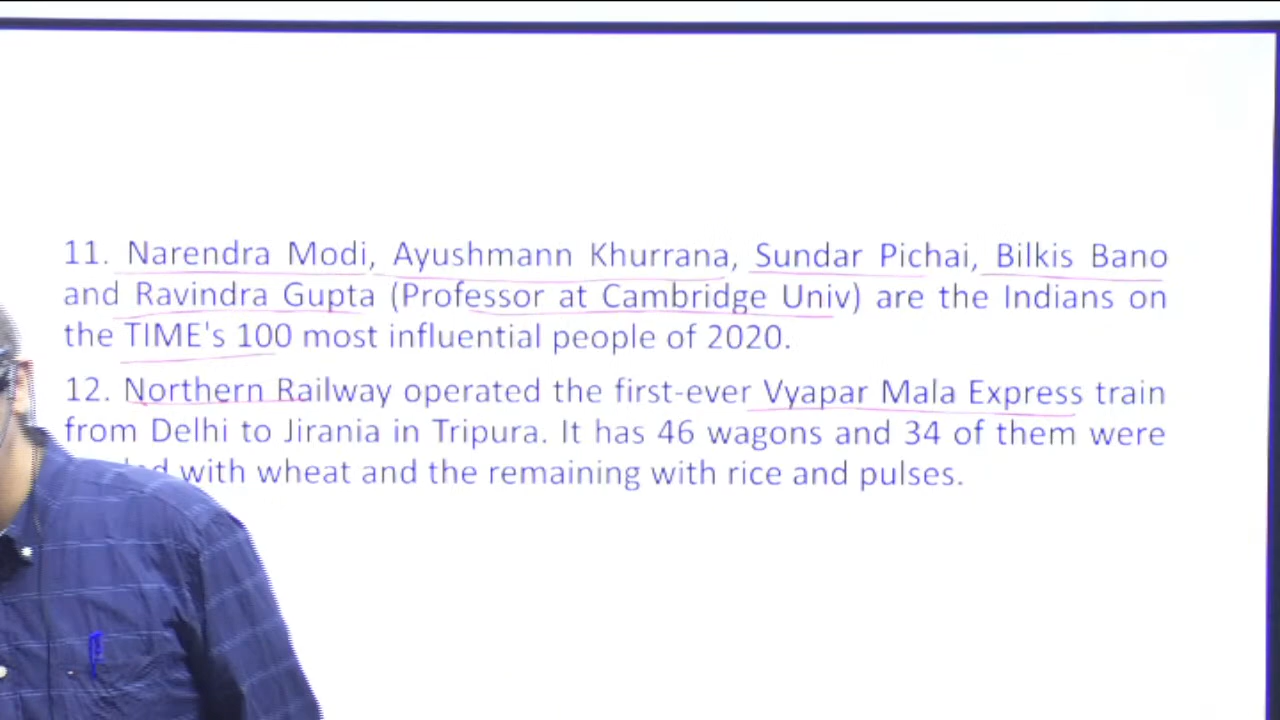 11. Narendra Modi, Ayushmann Khurrana, Sundar Pichai, Bilkis Bano
and Ravindra Gupta (Professor at Cambridge Univ) are the Indians on
the TIME's 100 most influential people of 2020.
12. Northern Railway operated the first-ever Vyapar Mala Express train
from Delhi to Jirania in Tripura. It has 46 wagons and 34 of them were
with wheat and the remaining with rice and pulses.